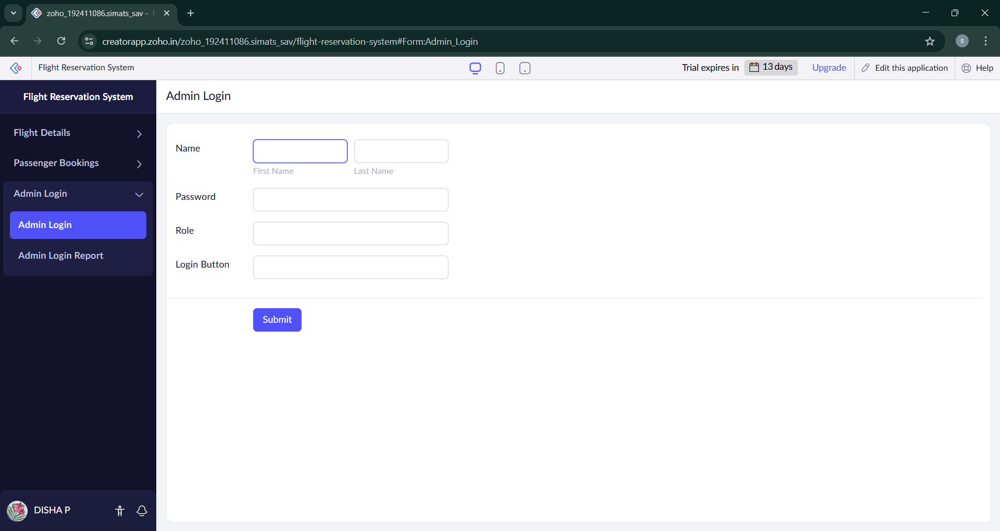 zoho_192411086.simats_sav -
creatorapp.zoho.in/zoho_192411086.simats_sav/flight-reservation-system#Form:Admin_Login
S
Flight Reservation System
Trial expires in 13 days Upgrade Edit this application Help
Flight Reservation System
Admin Login
Flight Details
Passenger Bookings
Admin Login
Admin Login
Admin Login Report
Name
First Name Last Name
Password
Role
Login Button
Submit
DISHA P